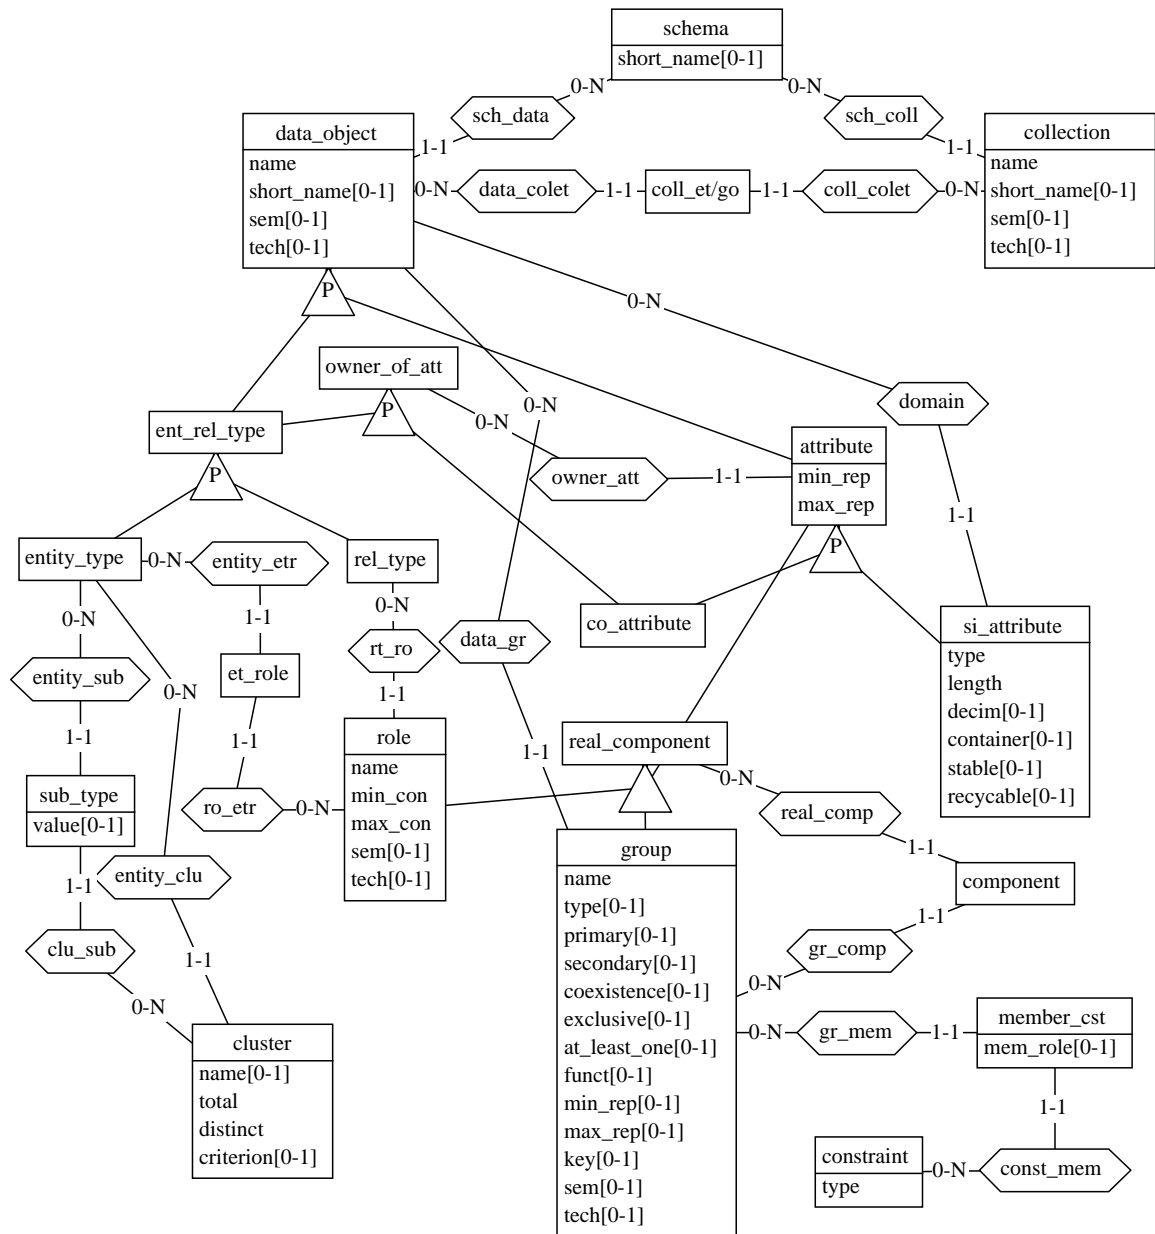 schema
short_name[0-1]
0-N
0-N
sch_data
sch_coll
data_object
name
short_name[0-1]
sem[0-1]
tech[0-1]
1-1
1-1
collection
name
short_name[0-1]
sem[0-1]
tech[0-1]
0-N
data_colet
1-1
coll_et/go
1-1
coll_colet
0-N
P
0-N
owner_of_att
P
0-N
0-N
domain
ent_rel_type
P
owner_att
1-1
attribute
min_rep
max_rep
P
1-1
entity_type
0-N
entity_etr
rel_type
0-N
1-1
0-N
co_attribute
si_attribute
type
length
decim[0-1]
container[0-1]
stable[0-1]
recycable[0-1]
entity_sub
0-N
et_role
rt_ro
data_gr
1-1
1-1
1-1
1-1
role
name
min_con
max_con
sem[0-1]
tech[0-1]
real_component
0-N
sub_type
value[0-1]
ro_etr
0-N
real_comp
1-1
1-1
entity_clu
group
name
type[0-1]
primary[0-1]
secondary[0-1]
coexistence[0-1]
exclusive[0-1]
at_least_one[0-1]
funct[0-1]
min_rep[0-1]
max_rep[0-1]
key[0-1]
sem[0-1]
tech[0-1]
component
1-1
clu_sub
1-1
gr_comp
0-N
0-N
cluster
name[0-1]
total
distinct
criterion[0-1]
0-N
gr_mem
1-1
member_cst
mem_role[0-1]
1-1
constraint
type
0-N
const_mem